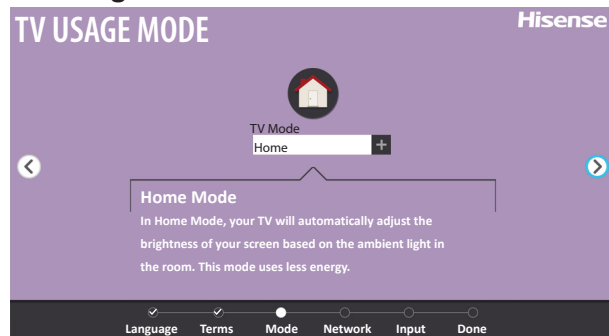 TV USAGE MODE
Hisense
TV Mode
Home
Home Mode
In Home Mode, your TV will automatically adjust the
brightness of your screen based on the ambient light in
the room. This mode uses less energy.
Language Terms Mode Network Input Done